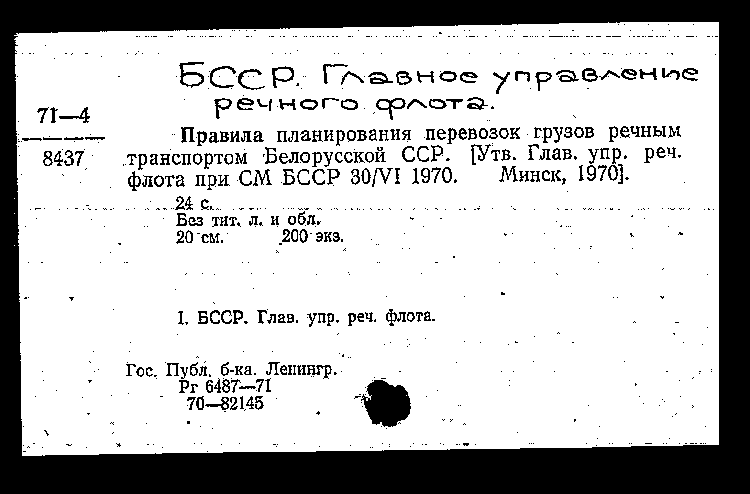 БССР. Главное управление
речного флота.
71—4
8437
Правила планирования перевозок грузов речным
транспортом Белорусской ССР. [Утв. Глав. упр. реч.
флота при СМ БССР 30/VI 1970. Минск, 1970].
24 с.
Без тит. л. и обл.
20 см. 200 экз.
I. БССР. Глав. упр. реч. флота.
Гос. Публ. б-ка. Ленингр.
Рг 6487—71
70—82145